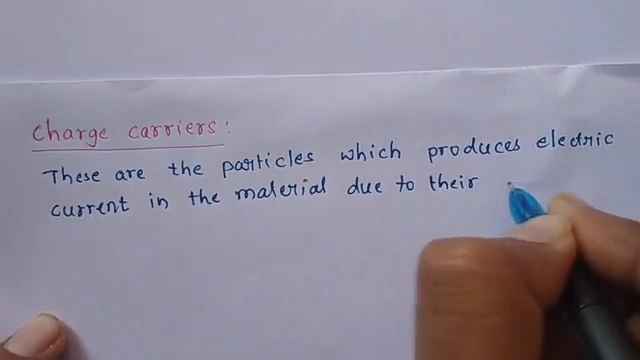 Charge carriers:
These are the particles which produces electric
current in the material due to their